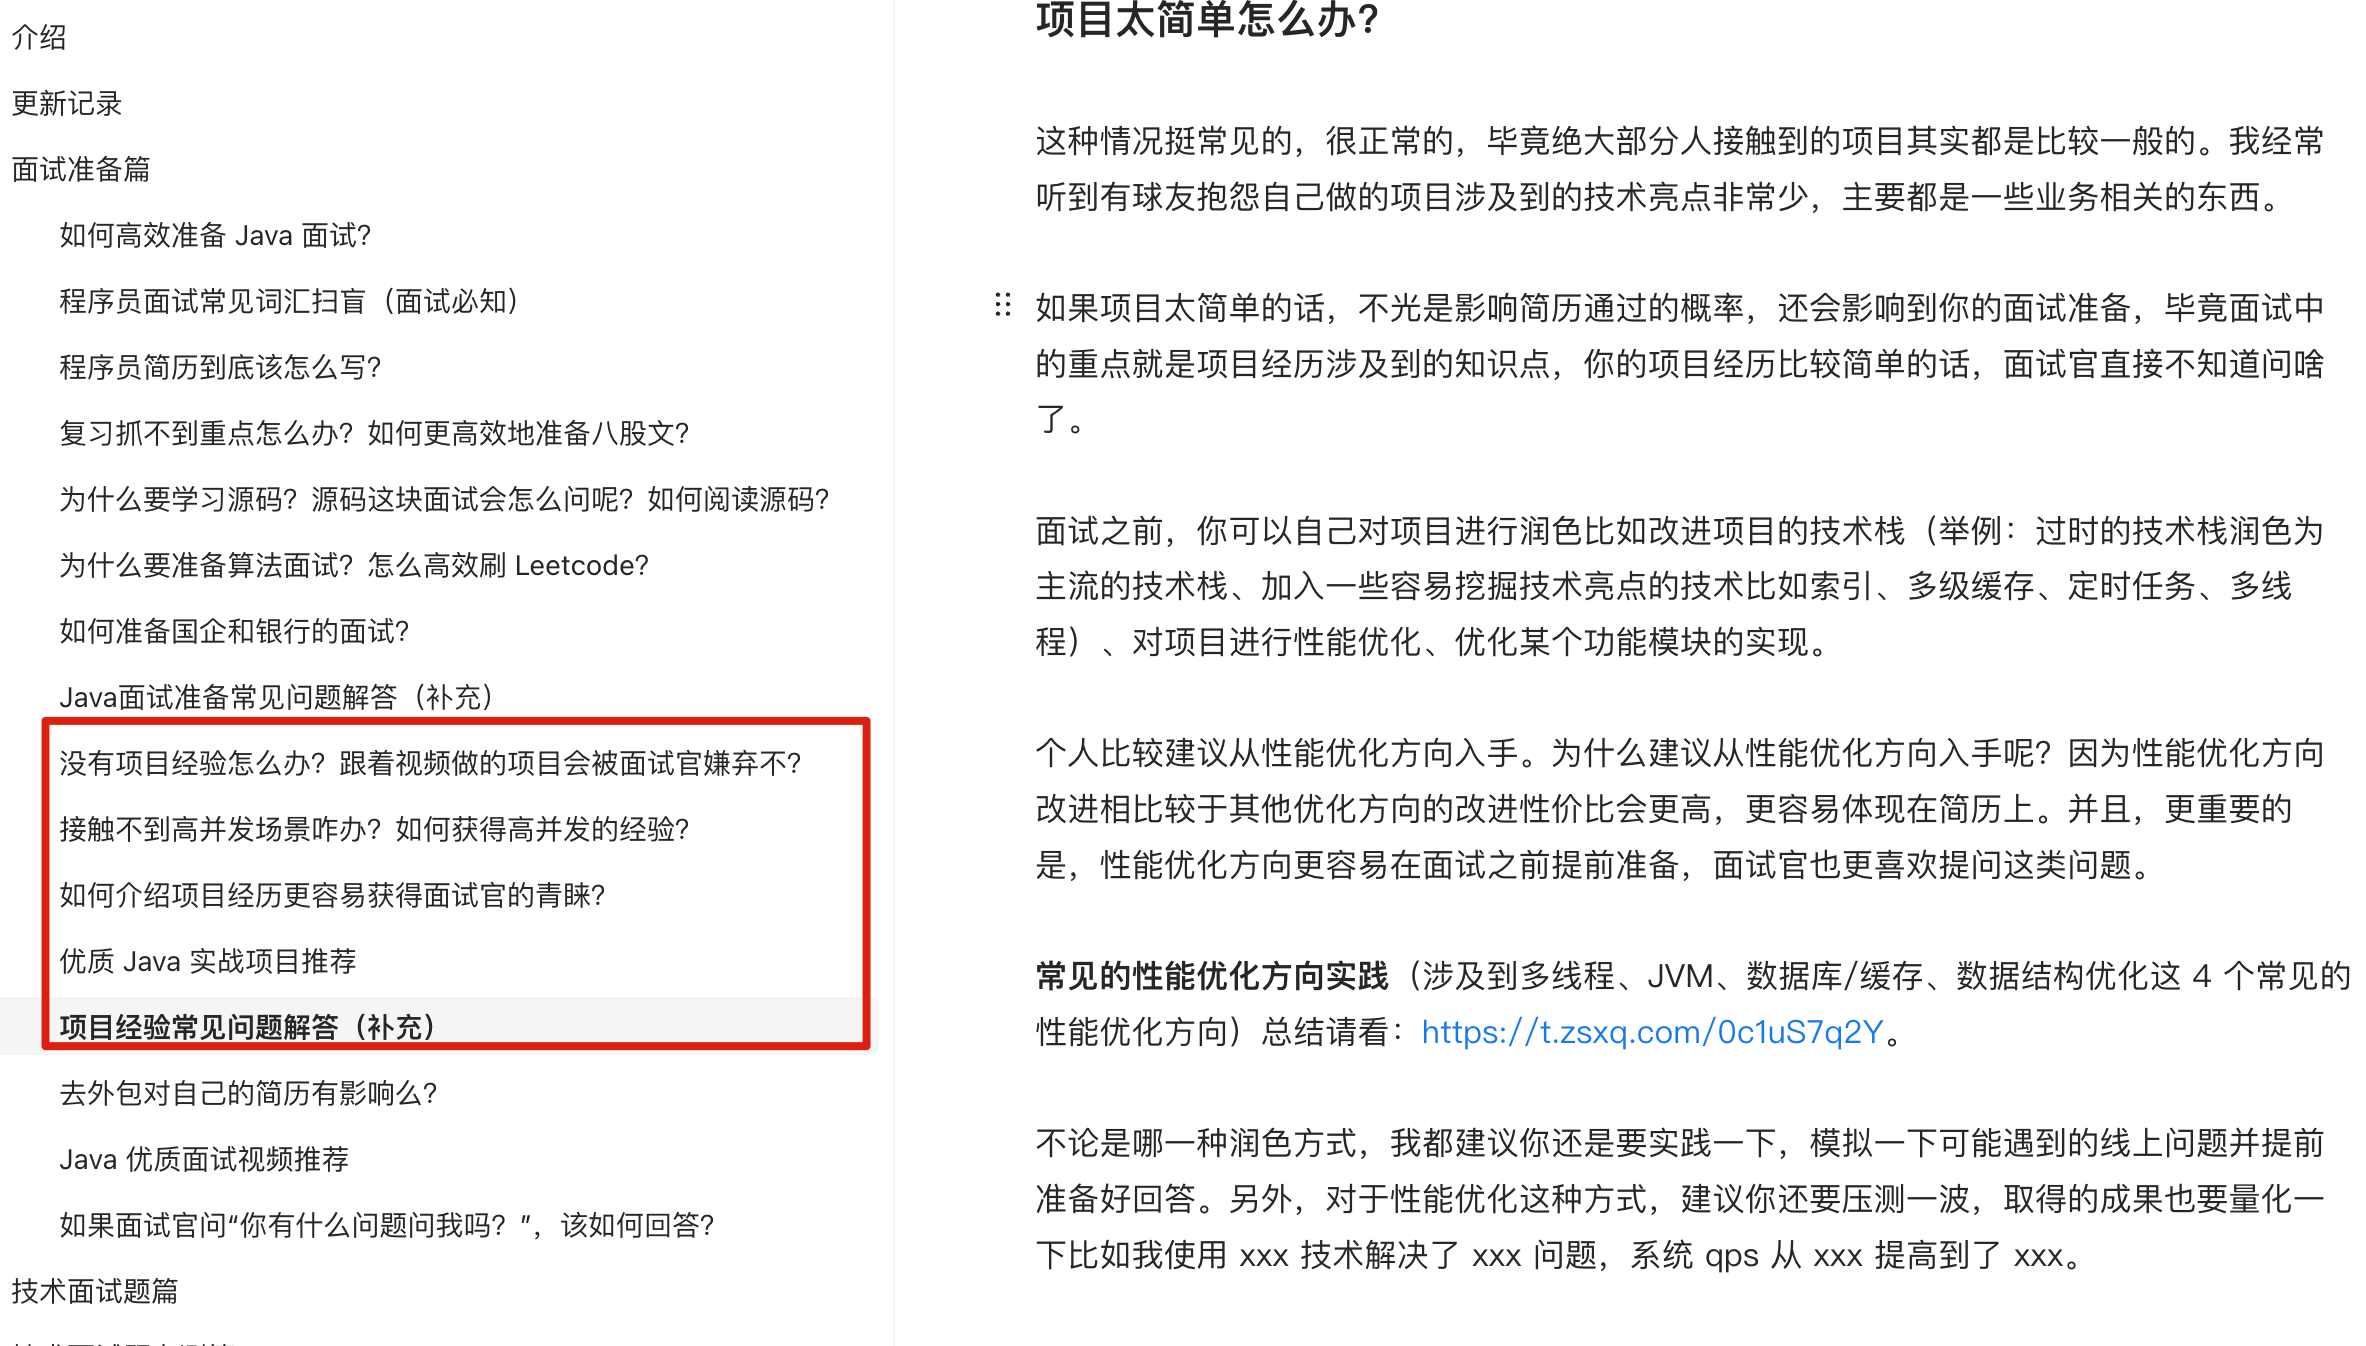 介绍
更新记录
面试准备篇
如何高效准备 Java 面试？
程序员面试常见词汇扫盲（面试必知）
程序员简历到底该怎么写？
复习抓不到重点怎么办？如何更高效地准备八股文？
为什么要学习源码？源码这块面试会怎么问呢？如何阅读源码？
为什么要准备算法面试？怎么高效刷 Leetcode？
如何准备国企和银行的面试？
Java面试准备常见问题解答（补充）
没有项目经验怎么办？跟着视频做的项目会被面试官嫌弃不？
接触不到高并发场景咋办？如何获得高并发的经验？
如何介绍项目经历更容易获得面试官的青睐？
优质 Java 实战项目推荐
项目经验常见问题解答（补充）
去外包对自己的简历有影响么？
Java 优质面试视频推荐
如果面试官问“你有什么问题问我吗？”，该如何回答？
技术面试题篇
项目太简单怎么办？
这种情况挺常见的，很正常的，毕竟绝大部分人接触到的项目其实都是比较一般的。我经常
听到有球友抱怨自己做的项目涉及到的技术亮点非常少，主要都是一些业务相关的东西。
如果项目太简单的话，不光是影响简历通过的概率，还会影响到你的面试准备，毕竟面试中
的重点就是项目经历涉及到的知识点，你的项目经历比较简单的话，面试官直接不知道问啥
了。
面试之前，你可以自己对项目进行润色比如改进项目的技术栈（举例：过时的技术栈润色为
主流的技术栈、加入一些容易挖掘技术亮点的技术比如索引、多级缓存、定时任务、多线
程）、对项目进行性能优化、优化某个功能模块的实现。
个人比较建议从性能优化方向入手。为什么建议从性能优化方向入手呢？因为性能优化方向
改进相比较于其他优化方向的改进性价比会更高，更容易体现在简历上。并且，更重要的
是，性能优化方向更容易在面试之前提前准备，面试官也更喜欢提问这类问题。
常见的性能优化方向实践（涉及到多线程、JVM、数据库/缓存、数据结构优化这 4 个常见的
性能优化方向）总结请看：https://t.zsxq.com/0c1uS7q2Y。
不论是哪一种润色方式，我都建议你还是要实践一下，模拟一下可能遇到的线上问题并提前
准备好回答。另外，对于性能优化这种方式，建议你还要压测一波，取得的成果也要量化一
下比如我使用 xxx 技术解决了 xxx 问题，系统 qps 从 xxx 提高到了 xxx。